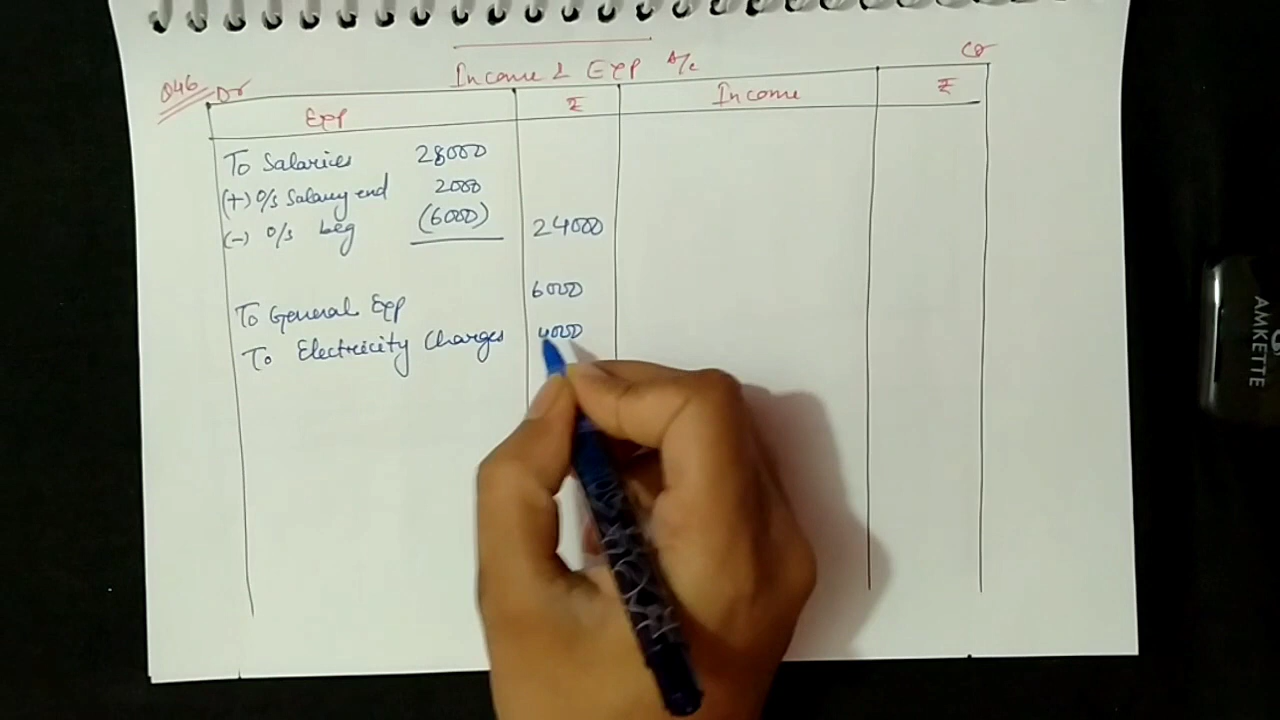 Income & Exp A/c
Q46 Dr Cr
Exp ₹ Income ₹
To Salaries 28000
(+) O/s Salary end 2000
(-) O/s beg (6000) 24000
To General Exp 6000
To Electricity Charges 4000
AMKETTE